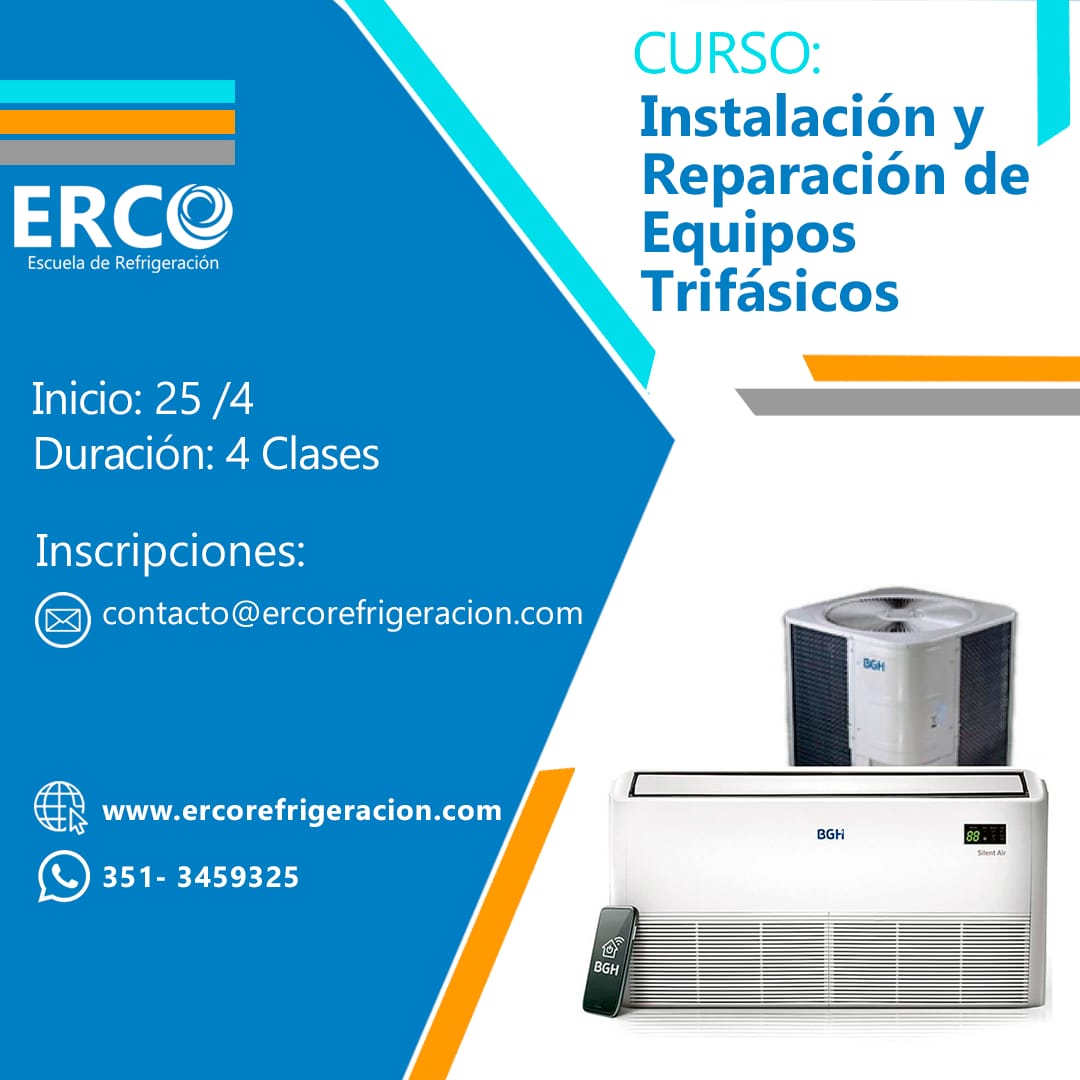 ERCO
Escuela de Refrigeración
CURSO:
Instalación y
Reparación de
Equipos
Trifásicos
Inicio: 25 /4
Duración: 4 Clases
Inscripciones:
contacto@ercorefrigeracion.com
www.ercorefrigeracion.com
351- 3459325
BGH
BGH
88
Silent Air
BGH